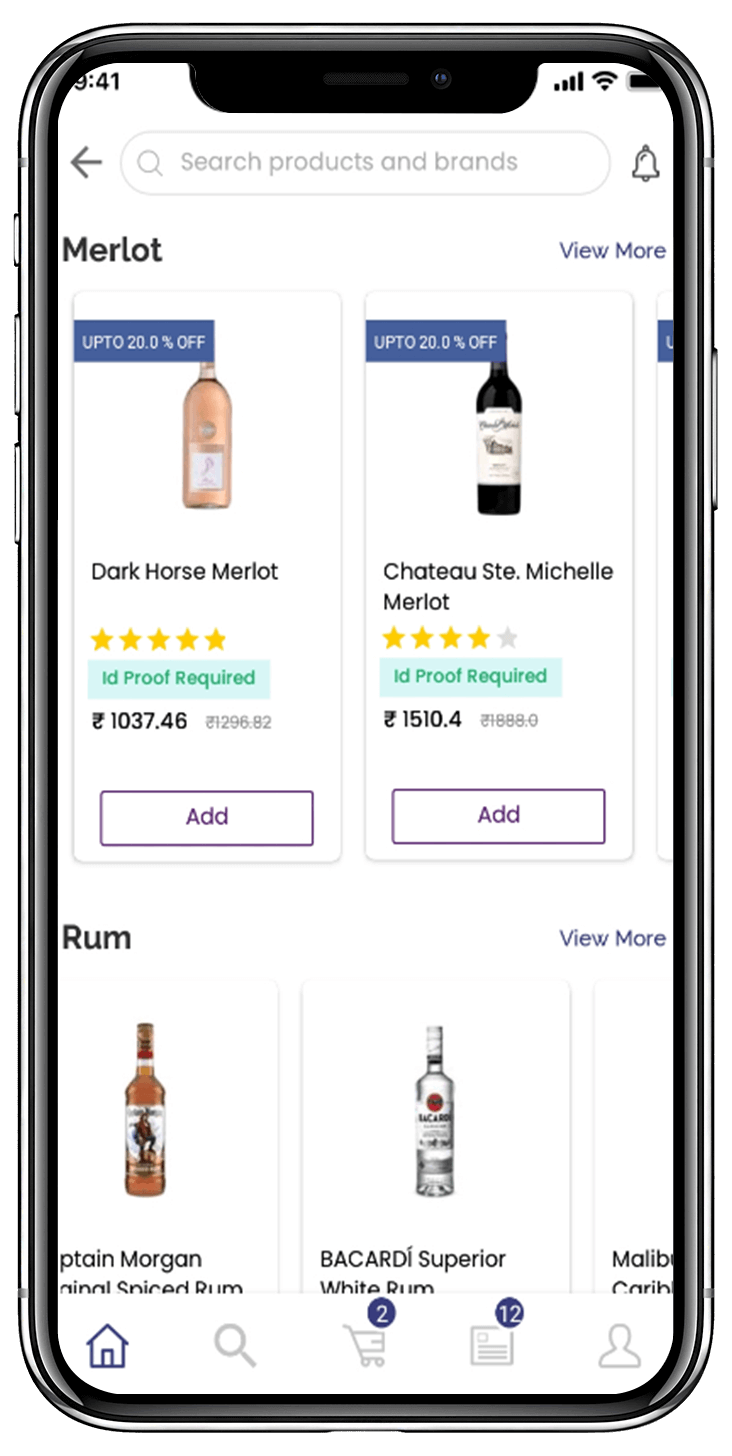 9:41
Search products and brands
Merlot
View More
UPTO 20.0 % OFF
UPTO 20.0 % OFF
Dark Horse Merlot
Chateau Ste. Michelle
Merlot
Id Proof Required
Id Proof Required
₹ 1037.46 ₹1296.82
₹ 1510.4 ₹1888.0
Add
Add
Rum
View More
BACARDÍ
ptain Morgan
ginal Spiced Rum
BACARDÍ Superior
White Rum
Malibu
Carib
2
12